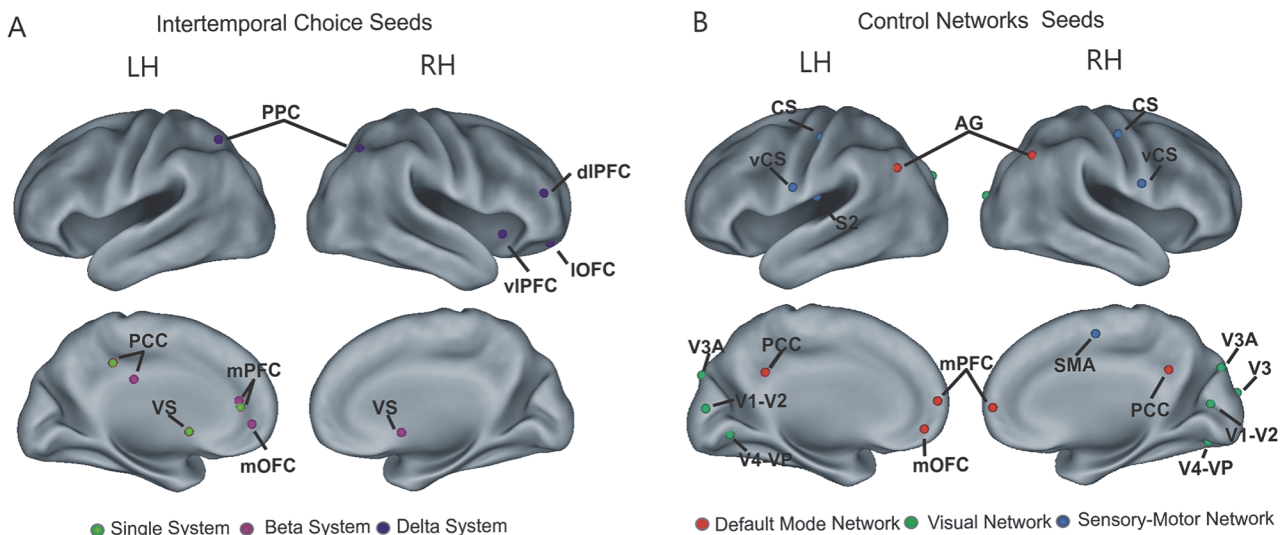 A
Intertemporal Choice Seeds
LH
RH
PPC
dlPFC
lOFC
vlPFC
PCC
mPFC
VS
mOFC
VS
Single System
Beta System
Delta System
B
Control Networks Seeds
LH
RH
CS
AG
CS
vCS
vCS
S2
V3A
PCC
mPFC
SMA
V3A
V3
V1-V2
PCC
V1-V2
V4-VP
mOFC
V4-VP
Default Mode Network
Visual Network
Sensory-Motor Network